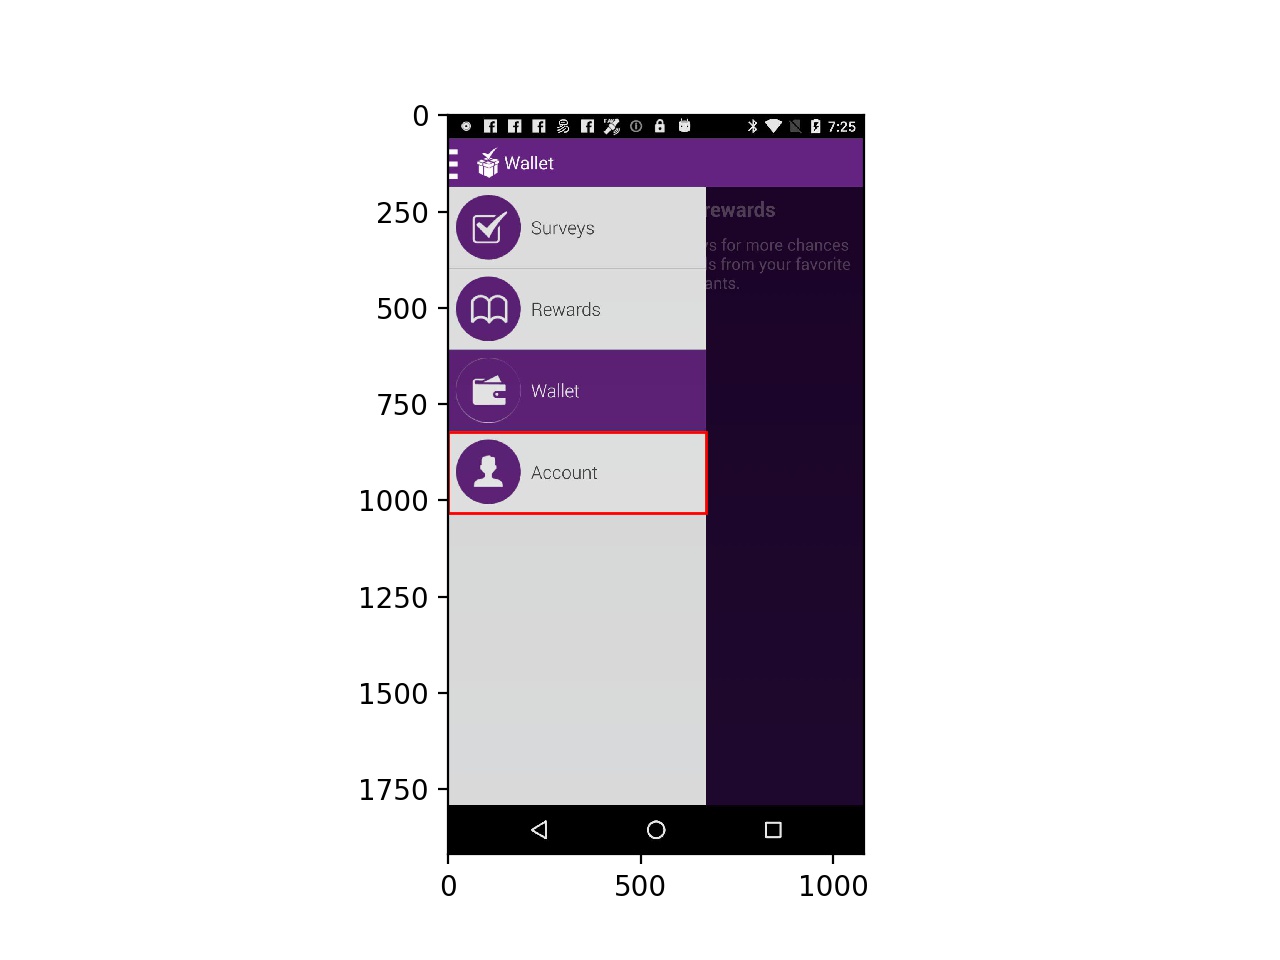 0
250
500
750
1000
1250
1500
1750
7:25
Wallet
Surveys
Rewards
Wallet
Account
rewards
s for more chances
s from your favorite
ants.
0
500
1000